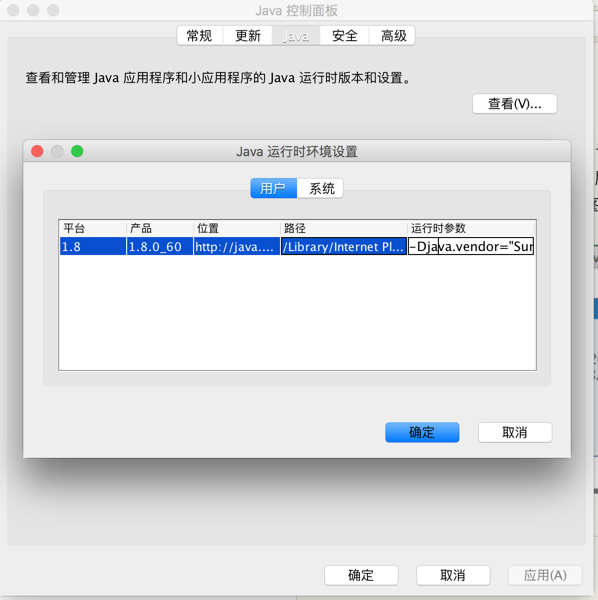 Java 控制面板
常规 更新 Java 安全 高级
查看和管理 Java 应用程序和小应用程序的 Java 运行时版本和设置。
查看(V)...
Java 运行时环境设置
用户 系统
平台 产品 位置 路径 运行时参数
1.8 1.8.0_60 http://java.... /Library/Internet Pl... -Djava.vendor="Sur
确定 取消
确定 取消 应用(A)